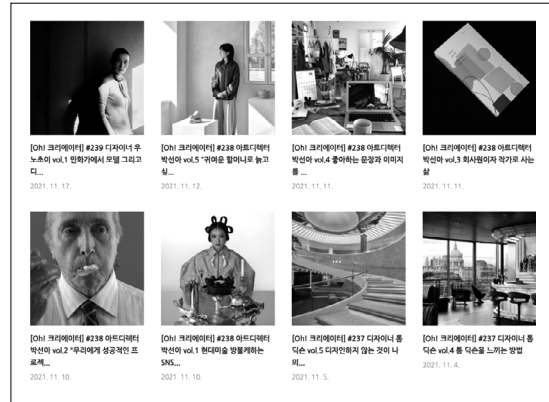 [Oh! 크리에이터] #239 디자이너 우
노초이 vol.1 만화가에서 모델 그리고
디...
2021. 11. 17.
[Oh! 크리에이터] #238 아트디렉터
박선아 vol.5 "귀여운 할머니로 늙고
싶...
2021. 11. 12.
[Oh! 크리에이터] #238 아트디렉터
박선아 vol.4 좋아하는 문장과 이미지
를 ...
2021. 11. 11.
[Oh! 크리에이터] #238 아트디렉터
박선아 vol.3 회사원이자 작가로 사는
삶
2021. 11. 11.
[Oh! 크리에이터] #238 아트디렉터
박선아 vol.2 "우리에게 성공적인 프
로젝...
2021. 11. 10.
[Oh! 크리에이터] #238 아트디렉터
박선아 vol.1 현대미술 방불케하는
SNS...
2021. 11. 10.
[Oh! 크리에이터] #237 디자이너 톰
딕슨 vol.5 디자인하지 않는 것이 나
의...
2021. 11. 5.
[Oh! 크리에이터] #237 디자이너 톰
딕슨 vol.4 톰 딕슨을 느끼는 방법
2021. 11. 4.